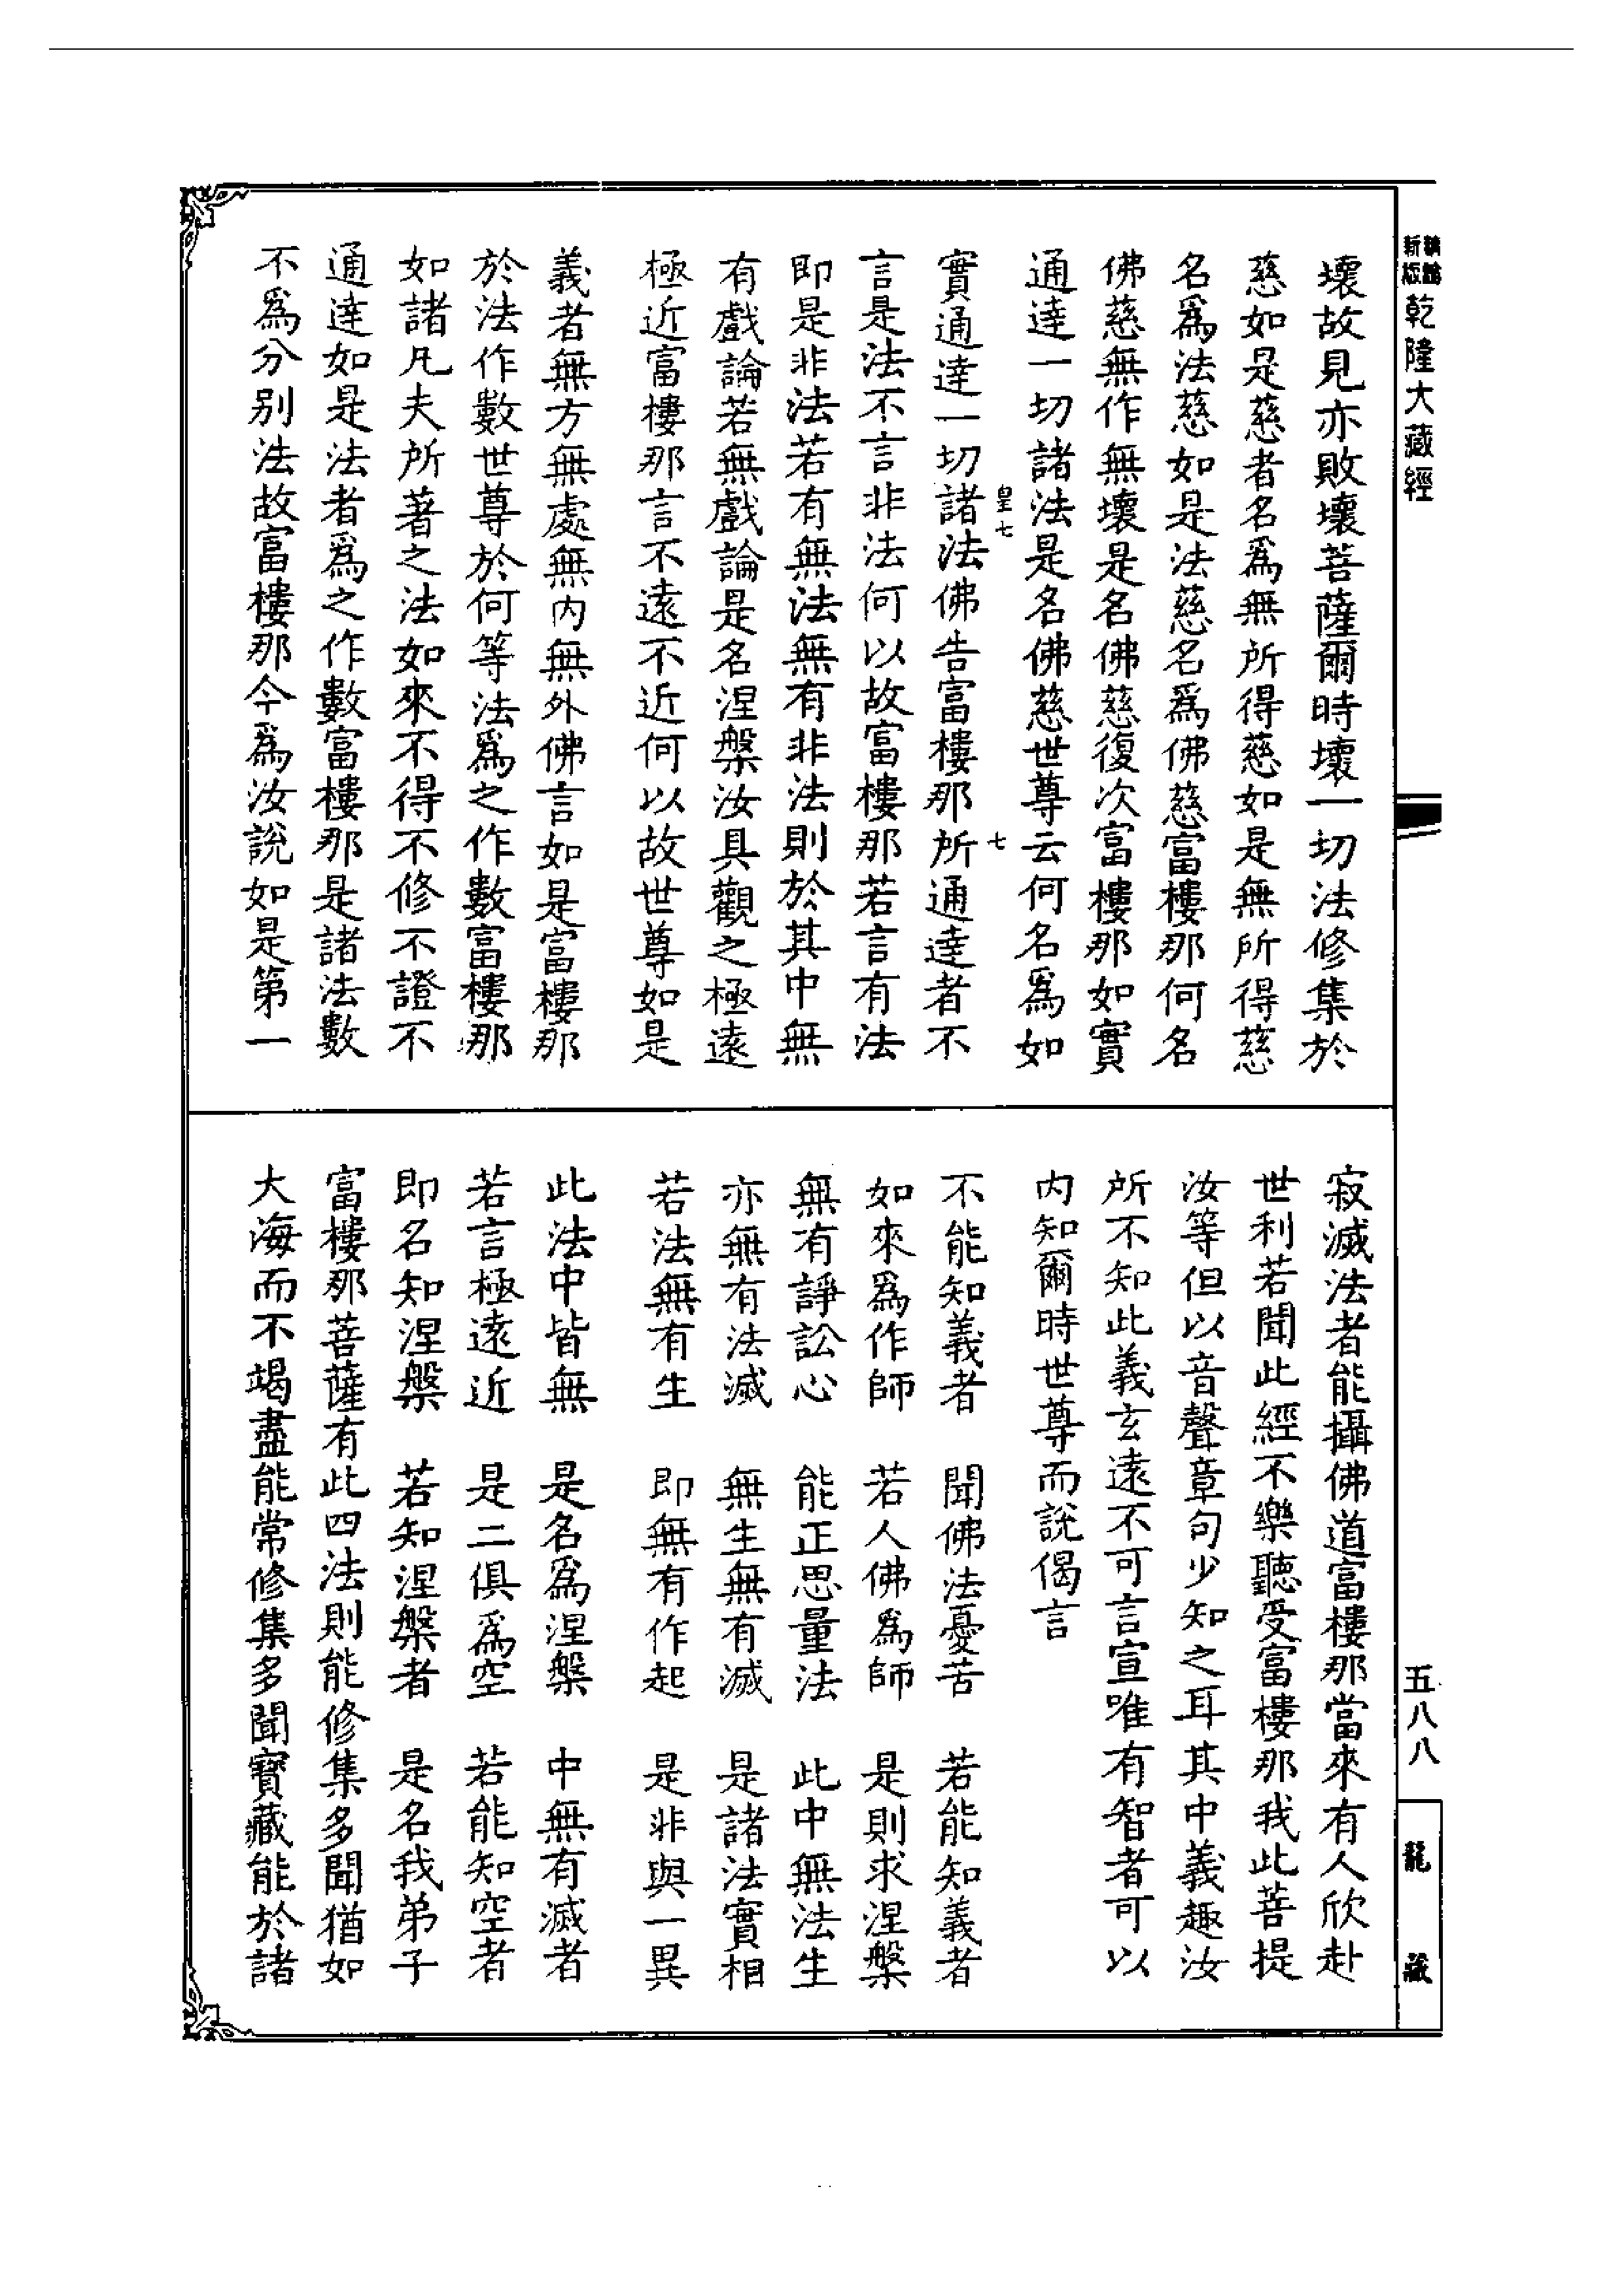 新版
乾隆大藏經
五八八
龍藏
壞故見亦敗壞菩薩爾時壞一切法修集於
慈如是慈者名為無所得慈如是無所得慈
名為法慈如是法慈名為佛慈富樓那何名
佛慈無作無壞是名佛慈復次富樓那如實
通達一切諸法是名佛慈世尊云何名為如
皇七
七
實通達一切諸法佛告富樓那所通達者不
言是法不言非法何以故富樓那若言有法
即是非法若有無法無有非法則於其中無
有戲論若無戲論是名涅槃汝具觀之極遠
極近富樓那言不遠不近何以故世尊如是
義者無方無處無內無外佛言如是富樓那
於法作數世尊於何等法為之作數富樓那
如諸凡夫所著之法如來不得不修不證不
通達如是法者為之作數富樓那是諸法數
不為分別法故富樓那今為汝說如是第一
寂滅法者能攝佛道富樓那當來有人欣赴
世利若聞此經不樂聽受富樓那我此菩提
汝等但以音聲章句少知之耳其中義趣汝
所不知此義玄遠不可言宣唯有智者可以
內知爾時世尊而說偈言
不能知義者 聞佛法憂苦 若能知義者
如來為作師 若人佛為師 是則求涅槃
無有諍訟心 能正思量法 此中無法生
亦無有法滅 無生無有滅 是諸法實相
若法無有生 即無有作起 是非與一異
此法中皆無 是名為涅槃 中無有滅者
若言極遠近 是二俱為空 若能知空者
即名知涅槃 若知涅槃者 是名我弟子
富樓那菩薩有此四法則能修集多聞猶如
大海而不竭盡能常修集多聞寶藏能於諸